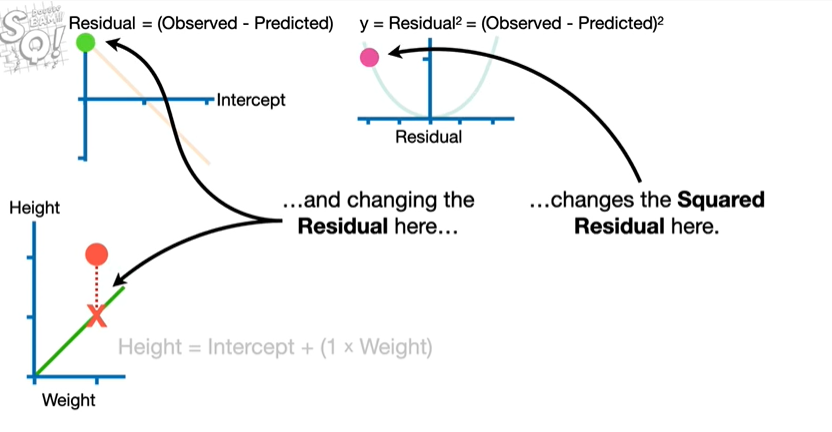 StatQuest!
Residual = (Observed - Predicted)
y = Residual² = (Observed - Predicted)²
Intercept
Residual
...and changing the
Residual here...
...changes the Squared
Residual here.
Height
X
Height = Intercept + (1 × Weight)
Weight